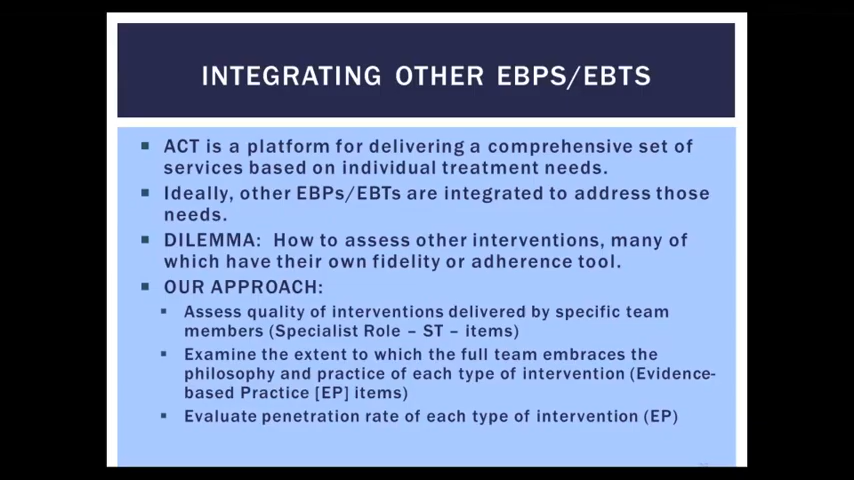 INTEGRATING OTHER EBPS/EBTS
ACT is a platform for delivering a comprehensive set of
services based on individual treatment needs.
Ideally, other EBPs/EBTs are integrated to address those
needs.
DILEMMA: How to assess other interventions, many of
which have their own fidelity or adherence tool.
OUR APPROACH:
Assess quality of interventions delivered by specific team
members (Specialist Role – ST – items)
Examine the extent to which the full team embraces the
philosophy and practice of each type of intervention (Evidence-
based Practice [EP] items)
Evaluate penetration rate of each type of intervention (EP)